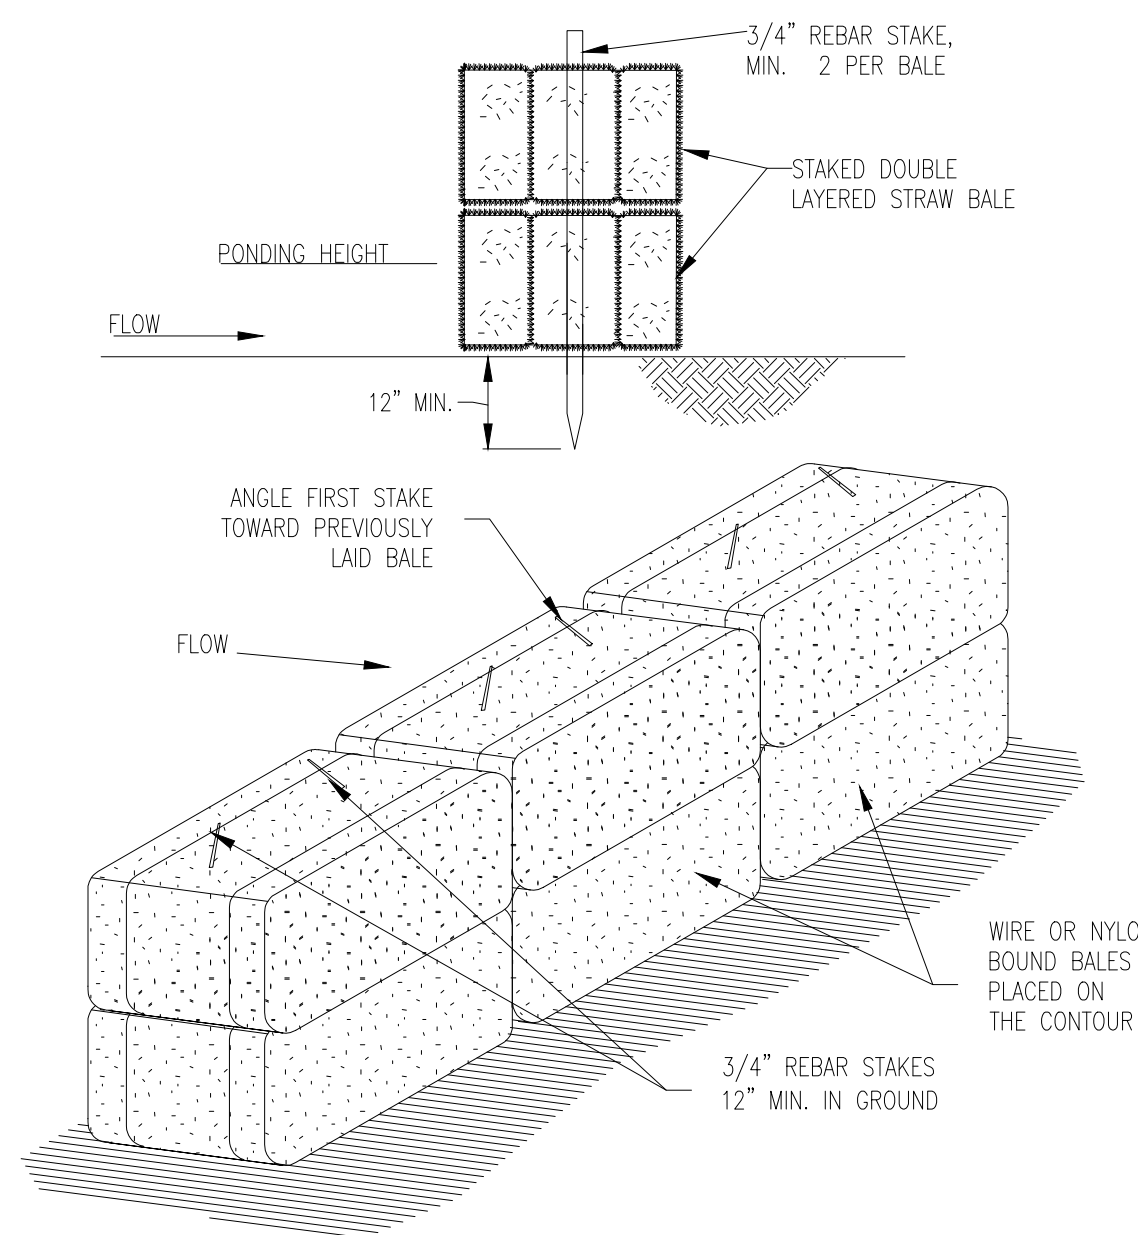 3/4" REBAR STAKE,
MIN. 2 PER BALE
STAKED DOUBLE
LAYERED STRAW BALE
PONDING HEIGHT
FLOW
12" MIN.
ANGLE FIRST STAKE
TOWARD PREVIOUSLY
LAID BALE
FLOW
WIRE OR NYLO
BOUND BALES
PLACED ON
THE CONTOUR
3/4" REBAR STAKES
12" MIN. IN GROUND